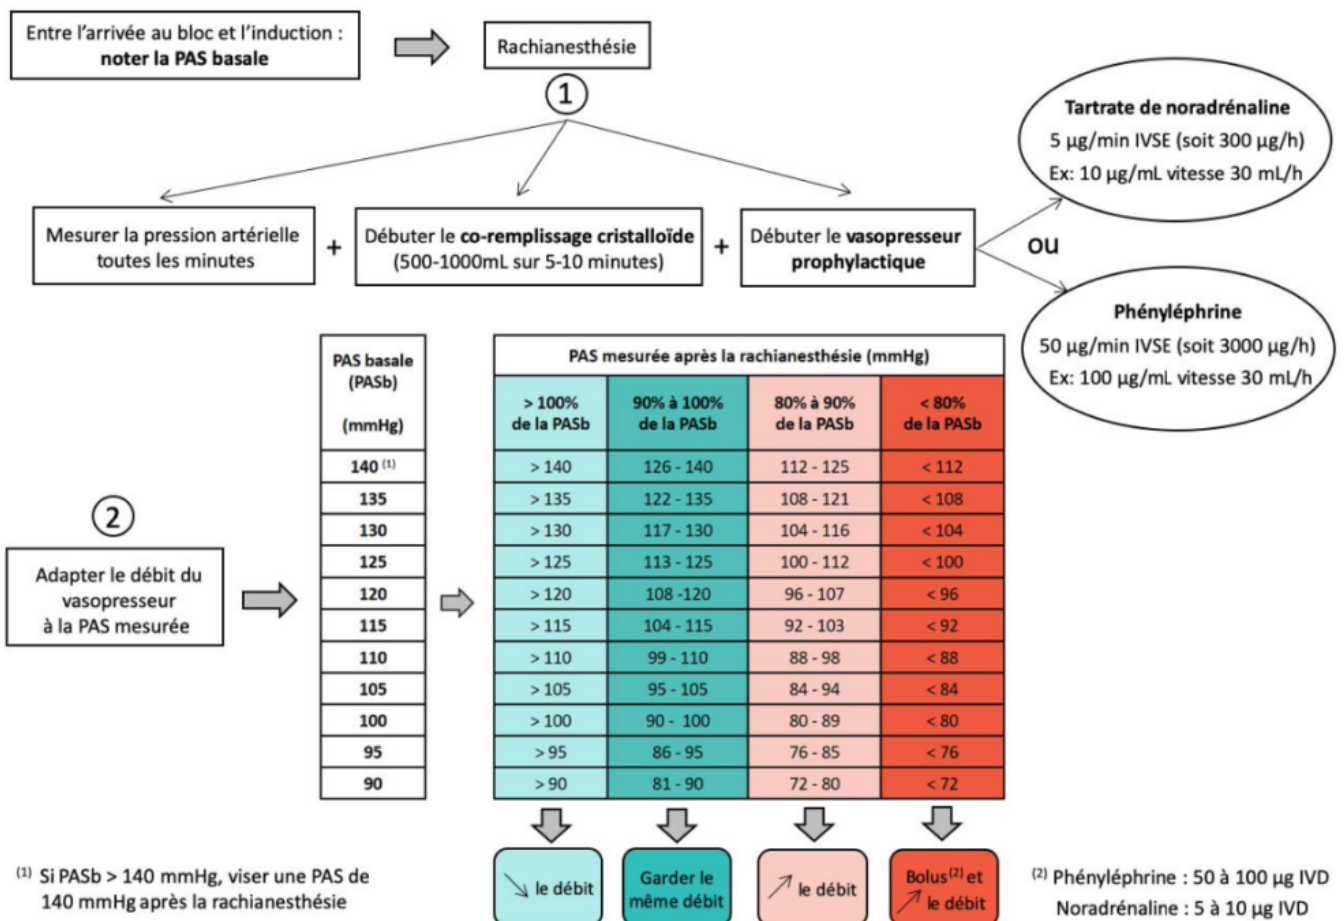 Entre l'arrivée au bloc et l'induction :
noter la PAS basale
Rachianesthésie
1
Tartrate de noradrénaline
5 µg/min IVSE (soit 300 µg/h)
Ex: 10 µg/mL vitesse 30 mL/h
Mesurer la pression artérielle
toutes les minutes
+
Débuter le co-remplissage cristalloïde
(500-1000mL sur 5-10 minutes)
+
Débuter le vasopresseur
prophylactique
ou
Phényléphrine
50 µg/min IVSE (soit 3000 µg/h)
Ex: 100 µg/mL vitesse 30 mL/h
2
Adapter le débit du
vasopresseur
à la PAS mesurée
PAS basale
(PASb)
(mmHg)
PAS mesurée après la rachianesthésie (mmHg)
> 100%
de la PASb
90% à 100%
de la PASb
80% à 90%
de la PASb
< 80%
de la PASb
140 (1) > 140 126 - 140 112 - 125 < 112
135 > 135 122 - 135 108 - 121 < 108
130 > 130 117 - 130 104 - 116 < 104
125 > 125 113 - 125 100 - 112 < 100
120 > 120 108 -120 96 - 107 < 96
115 > 115 104 - 115 92 - 103 < 92
110 > 110 99 - 110 88 - 98 < 88
105 > 105 95 - 105 84 - 94 < 84
100 > 100 90 - 100 80 - 89 < 80
95 > 95 86 - 95 76 - 85 < 76
90 > 90 81 - 90 72 - 80 < 72
le débit
Garder le
même débit
le débit
Bolus(2) et
le débit
(1) Si PASb > 140 mmHg, viser une PAS de
140 mmHg après la rachianesthésie
(2) Phényléphrine : 50 à 100 µg IVD
Noradrénaline : 5 à 10 µg IVD